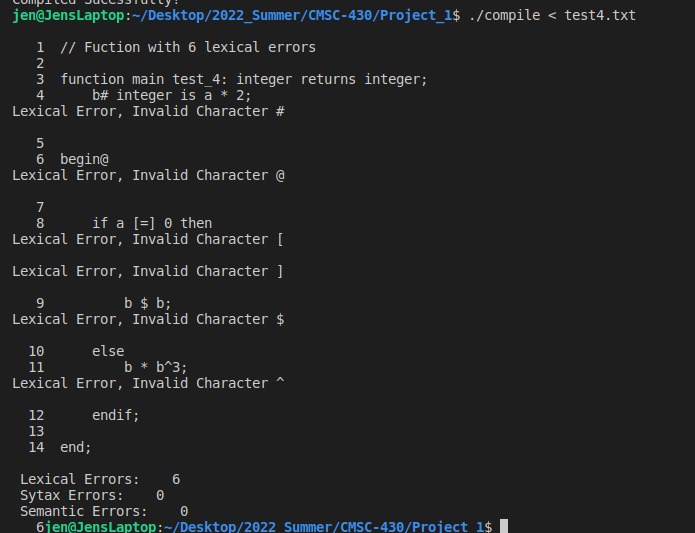 Compiled Sucessfully!
jen@JensLaptop:~/Desktop/2022_Summer/CMSC-430/Project_1$ ./compile < test4.txt
1 // Fuction with 6 lexical errors
2
3 function main test_4: integer returns integer;
4 b# integer is a * 2;
Lexical Error, Invalid Character #
5
6 begin@
Lexical Error, Invalid Character @
7
8 if a [=] 0 then
Lexical Error, Invalid Character [
Lexical Error, Invalid Character ]
9 b $ b;
Lexical Error, Invalid Character $
10 else
11 b * b^3;
Lexical Error, Invalid Character ^
12 endif;
13
14 end;
Lexical Errors: 6
Sytax Errors: 0
Semantic Errors: 0
6jen@JensLaptop:~/Desktop/2022_Summer/CMSC-430/Project_1$